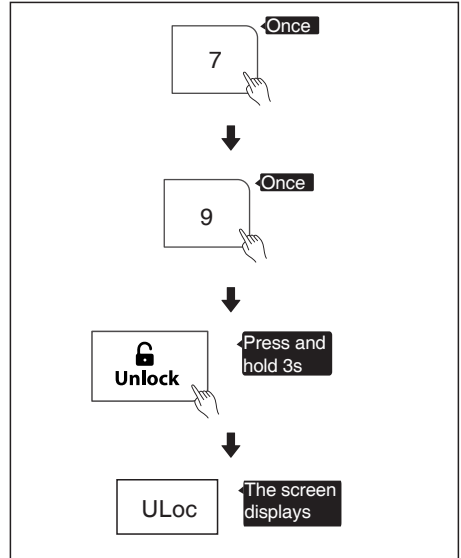 Once
7
Once
9
Press and
hold 3s
Unlock
The screen
displays
ULoc